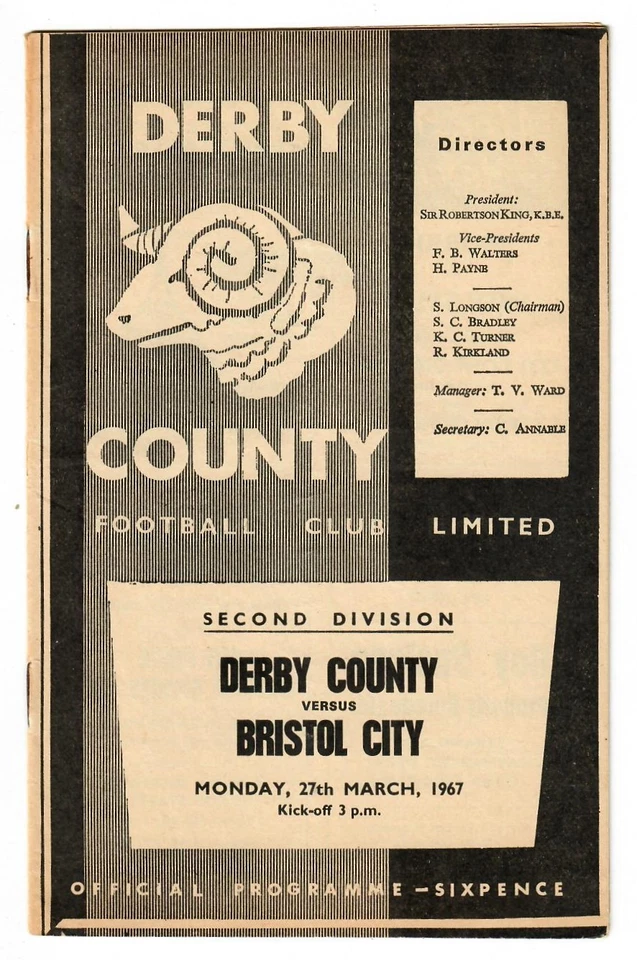 DERBY
COUNTY
FOOTBALL CLUB LIMITED
Directors
President:
SIR ROBERTSON KING, K.B.E.
Vice-Presidents
F. B. WALTERS
H. PAYNE
S. LONGSON (Chairman)
S. C. BRADLEY
K. C. TURNER
R. KIRKLAND
Manager: T. V. WARD
Secretary: C. ANNABLE
SECOND DIVISION
DERBY COUNTY
VERSUS
BRISTOL CITY
MONDAY, 27th MARCH, 1967
Kick-off 3 p.m.
OFFICIAL PROGRAMME - SIXPENCE